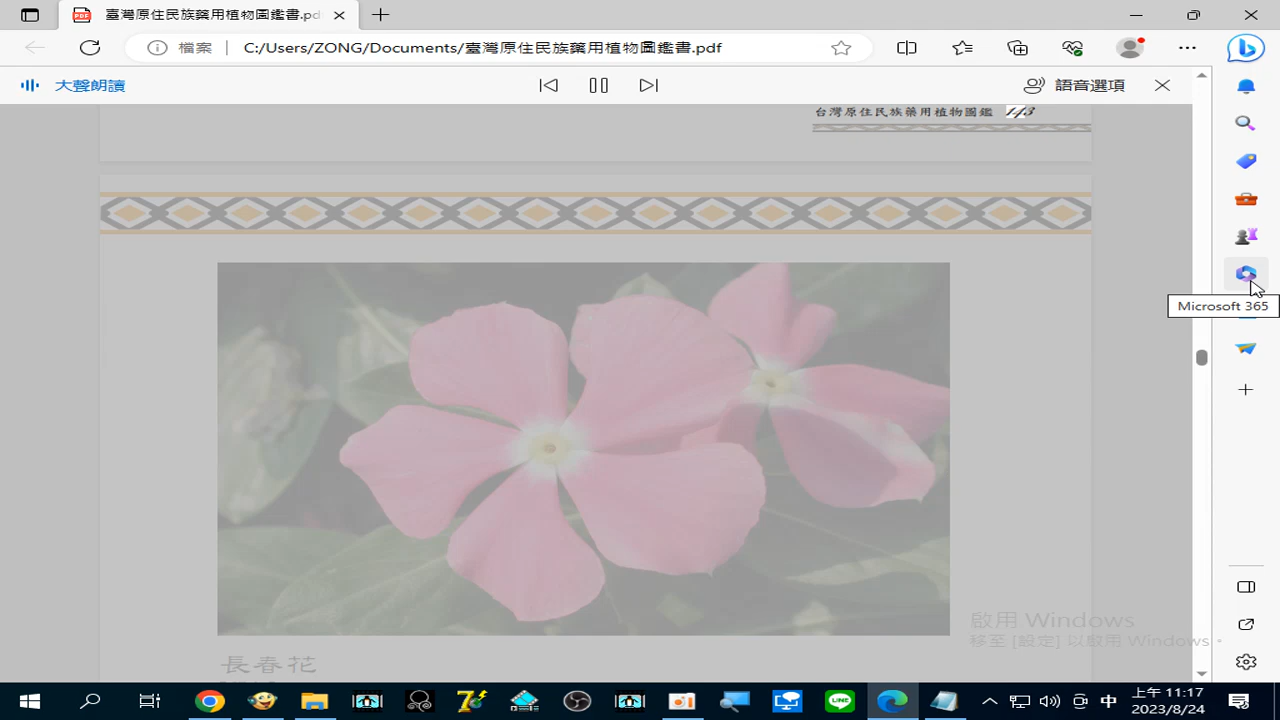 臺灣原住民族藥用植物圖鑑書.pd
檔案
C:/Users/ZONG/Documents/臺灣原住民族藥用植物圖鑑書.pdf
大聲朗讀
語音選項
台灣原住民族藥用植物圖鑑 143
Microsoft 365
啟用 Windows
移至 [設定] 以啟用 Windows。
長春花
LINE
中
上午 11:17
2023/8/24